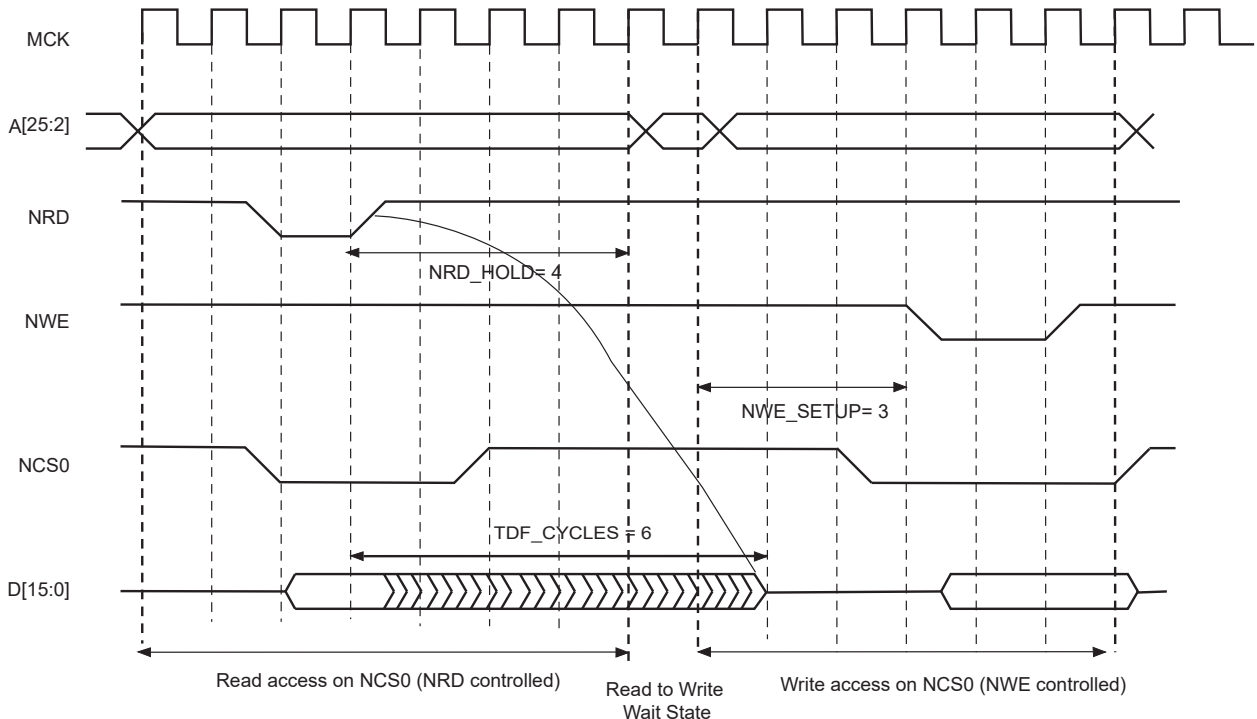 MCK
A[25:2]
NRD
NRD_HOLD= 4
NWE
NWE_SETUP= 3
NCS0
TDF_CYCLES = 6
D[15:0]
Read access on NCS0 (NRD controlled)
Read to Write
Wait State
Write access on NCS0 (NWE controlled)